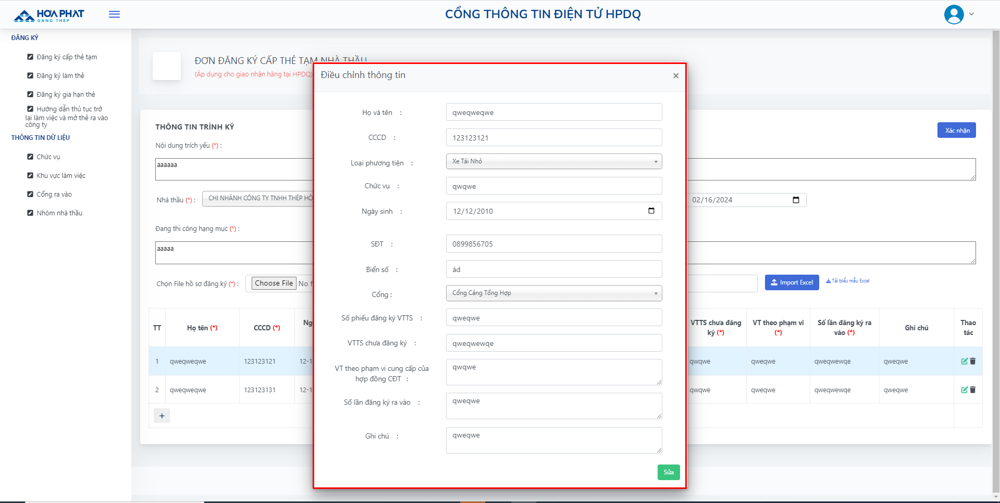 HÒA PHÁT
GANG THÉP
CỔNG THÔNG TIN ĐIỆN TỬ HPDQ
ĐĂNG KÝ
Đăng ký cấp thẻ tạm
Đăng ký làm thẻ
Đăng ký gia hạn thẻ
Hướng dẫn thủ tục trở
lại làm việc và mở thẻ ra vào
công ty
THÔNG TIN DỮ LIỆU
Chức vụ
Khu vực làm việc
Cổng ra vào
Nhóm nhà thầu
ĐƠN ĐĂNG KÝ CẤP THẺ TẠM NHÀ THẦU
(Áp dụng cho giao nhận hàng tại HPDQ)
THÔNG TIN TRÌNH KÝ
Xác nhận
Nội dung trích yếu (*) :
aaaaaa
Nhà thầu (*) :
CHI NHÁNH CÔNG TY TNHH THÉP HÒ
02/16/2024
Đang thi công hạng mục (*) :
aaaaa
Chọn File hồ sơ đăng ký (*) :
Choose File No f
Import Excel
Tải biểu mẫu Excel
TT Họ tên (*) CCCD (*) Ng VTTS chưa đăng ký (*) VT theo phạm vi (*) Số lần đăng ký ra vào (*) Ghi chú Thao tác
1 qweqweqwe 123123121 12-1 qwqwe qweqwe qweqwewqe qweqwe
2 qweqweqwe 123123131 12-1 qwqwe qweqwe qweqwewqe qweqwe
+
Điều chỉnh thông tin ×
Họ và tên : qweqweqwe
CCCD : 123123121
Loại phương tiện : Xe Tải Nhỏ
Chức vụ : qwqwe
Ngày sinh : 12/12/2010
SĐT : 0899856705
Biển số : ád
Cổng : Cổng Cảng Tổng Hợp
Số phiếu đăng ký VTTS : qweqwe
VTTS chưa đăng ký : qweqwewqe
VT theo phạm vi cung cấp của
hợp đồng CĐT : qwqwe
Số lần đăng ký ra vào : qweqwe
Ghi chú : qweqwe
Sửa